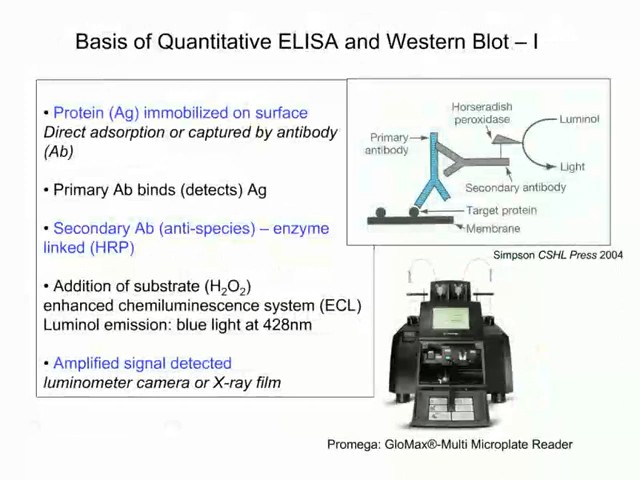 Basis of Quantitative ELISA and Western Blot – I
• Protein (Ag) immobilized on surface
Direct adsorption or captured by antibody
(Ab)
• Primary Ab binds (detects) Ag
• Secondary Ab (anti-species) – enzyme
linked (HRP)
• Addition of substrate (H₂O₂)
enhanced chemiluminescence system (ECL)
Luminol emission: blue light at 428nm
• Amplified signal detected
luminometer camera or X-ray film
Horseradish
peroxidase
Luminol
Primary
antibody
Light
Secondary antibody
Target protein
Membrane
Simpson CSHL Press 2004
Promega: GloMax®-Multi Microplate Reader